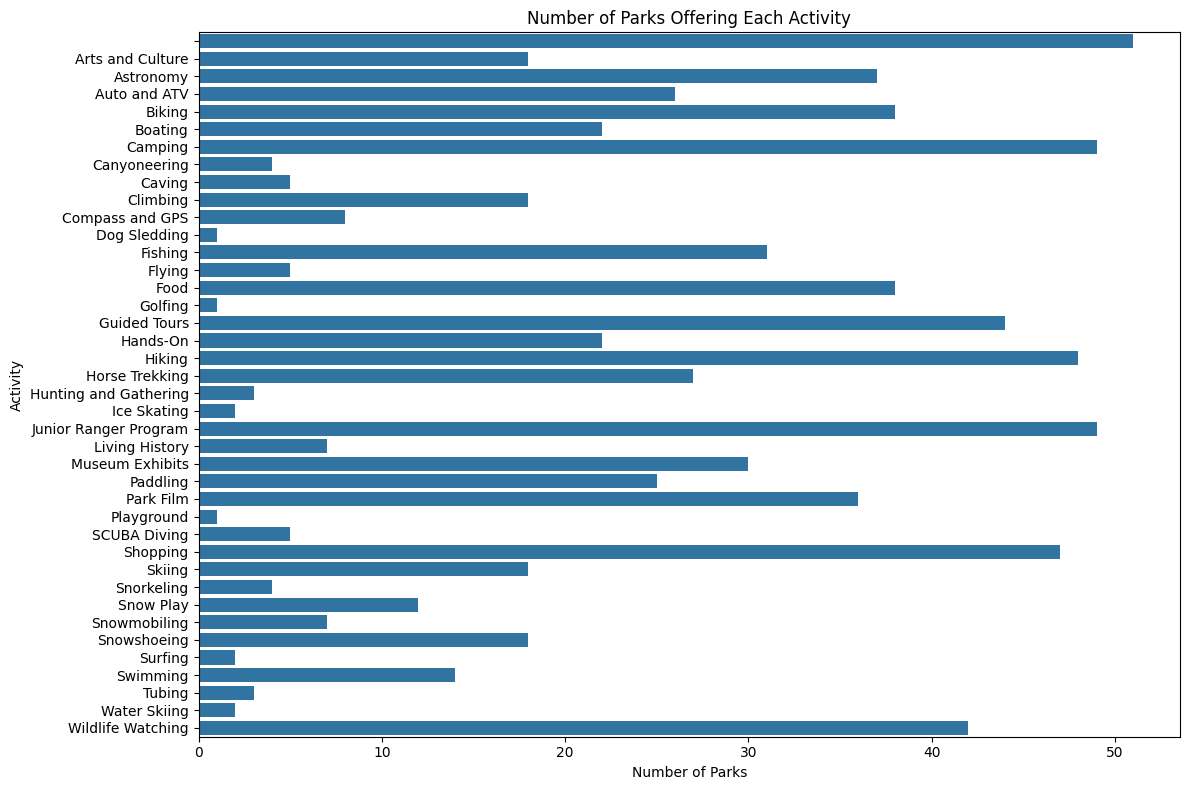 Number of Parks Offering Each Activity
Activity
Arts and Culture
Astronomy
Auto and ATV
Biking
Boating
Camping
Canyoneering
Caving
Climbing
Compass and GPS
Dog Sledding
Fishing
Flying
Food
Golfing
Guided Tours
Hands-On
Hiking
Horse Trekking
Hunting and Gathering
Ice Skating
Junior Ranger Program
Living History
Museum Exhibits
Paddling
Park Film
Playground
SCUBA Diving
Shopping
Skiing
Snorkeling
Snow Play
Snowmobiling
Snowshoeing
Surfing
Swimming
Tubing
Water Skiing
Wildlife Watching
0 10 20 30 40 50
Number of Parks